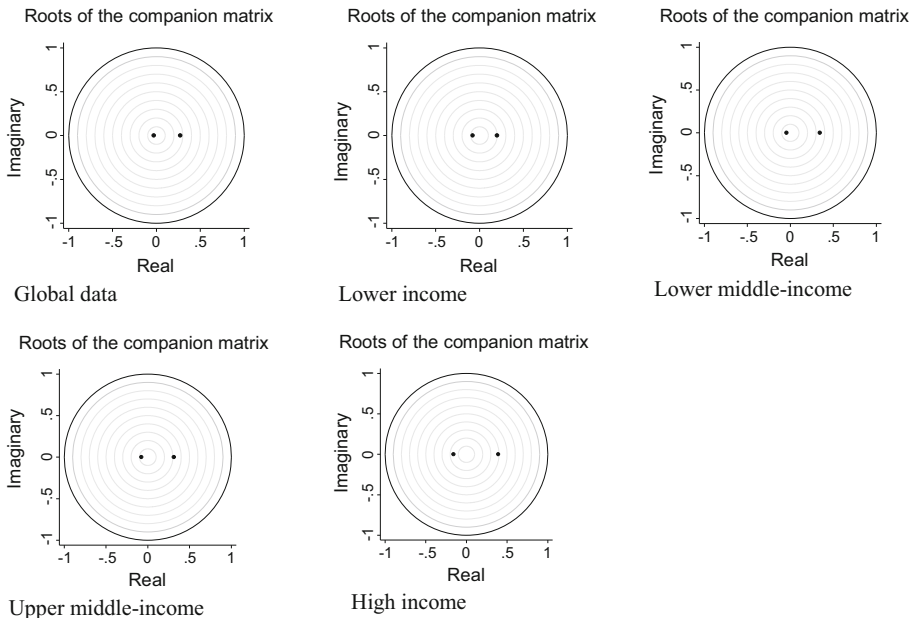 Roots of the companion matrix
Imaginary
1
.5
0
-.5
-1
-1 -.5 0 .5 1
Real
Global data
Roots of the companion matrix
Imaginary
1
.5
0
-.5
-1
-1 -.5 0 .5 1
Real
Lower income
Roots of the companion matrix
Imaginary
1
.5
0
-.5
-1
-1 -.5 0 .5 1
Real
Lower middle-income
Roots of the companion matrix
Imaginary
1
.5
0
-.5
-1
-1 -.5 0 .5 1
Real
Upper middle-income
Roots of the companion matrix
Imaginary
1
.5
0
-.5
-1
-1 -.5 0 .5 1
Real
High income